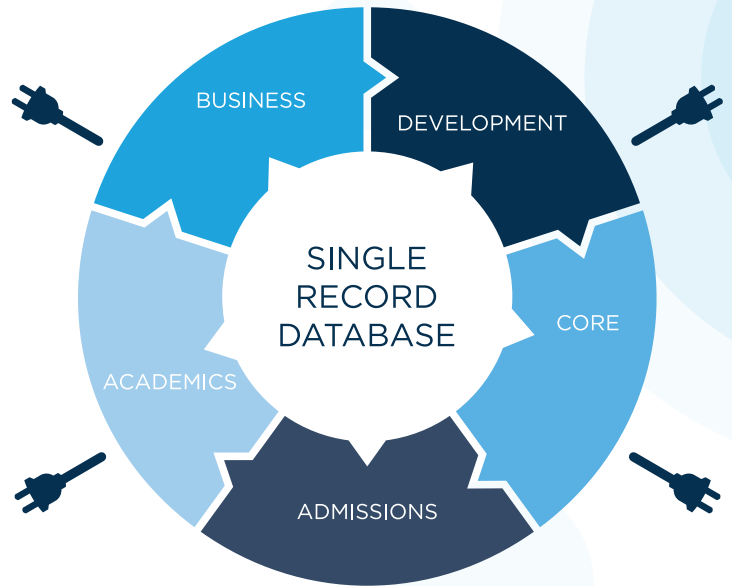 BUSINESS
DEVELOPMENT
SINGLE
RECORD
DATABASE
CORE
ACADEMICS
ADMISSIONS